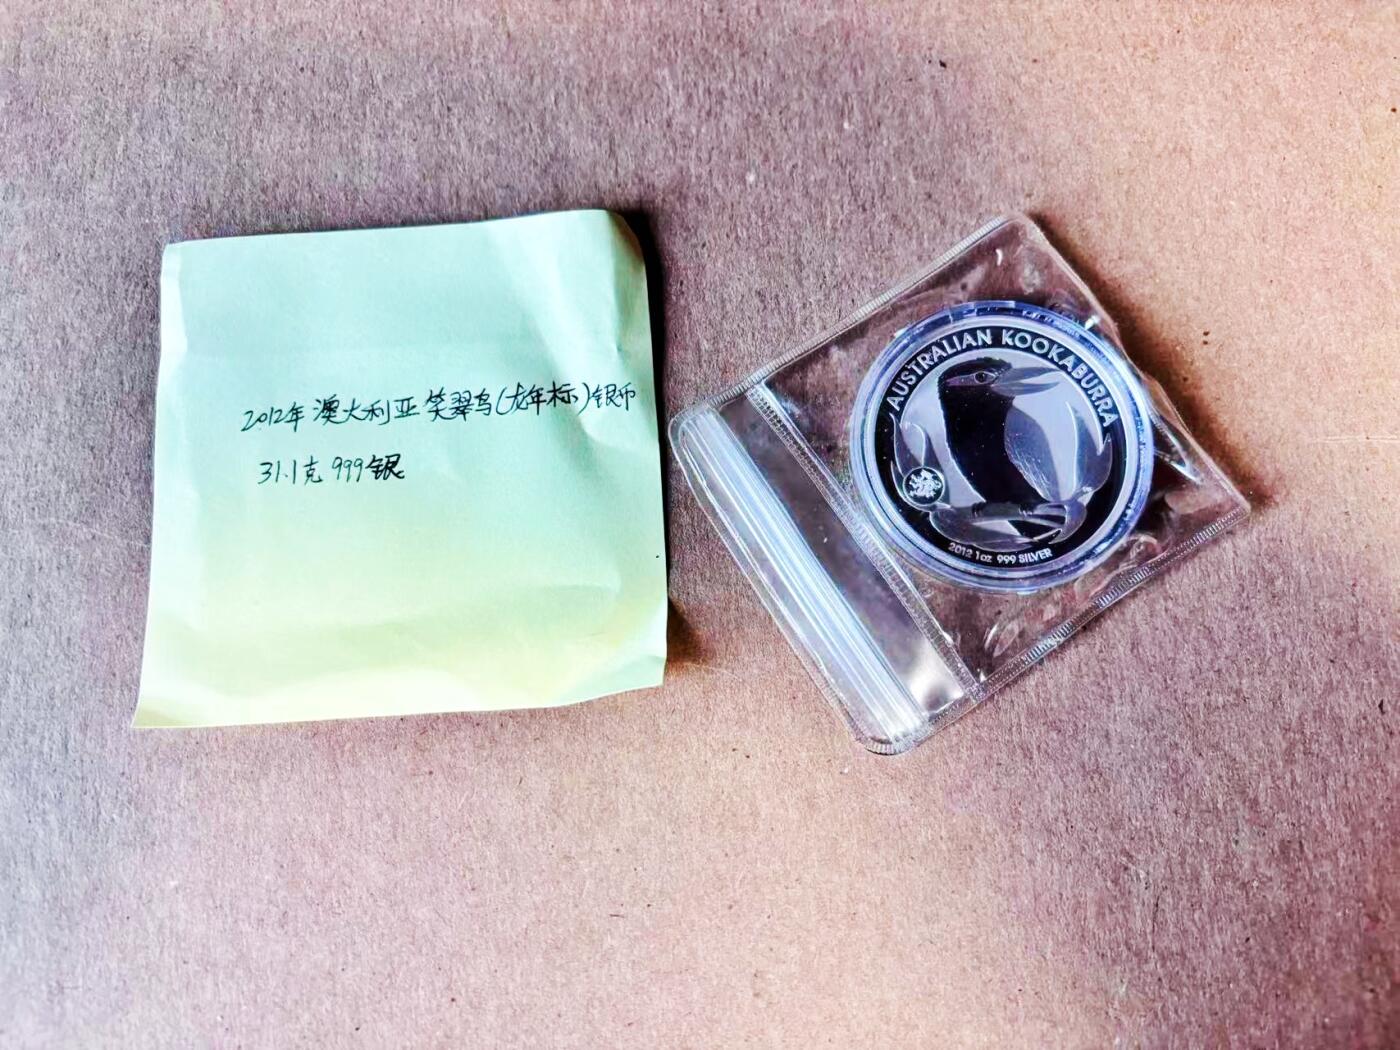 2012年 澳大利亚 笑翠鸟(龙年标)银币
31.1克 999银
AUSTRALIAN KOOKABURRA
2012 1oz 999 SILVER